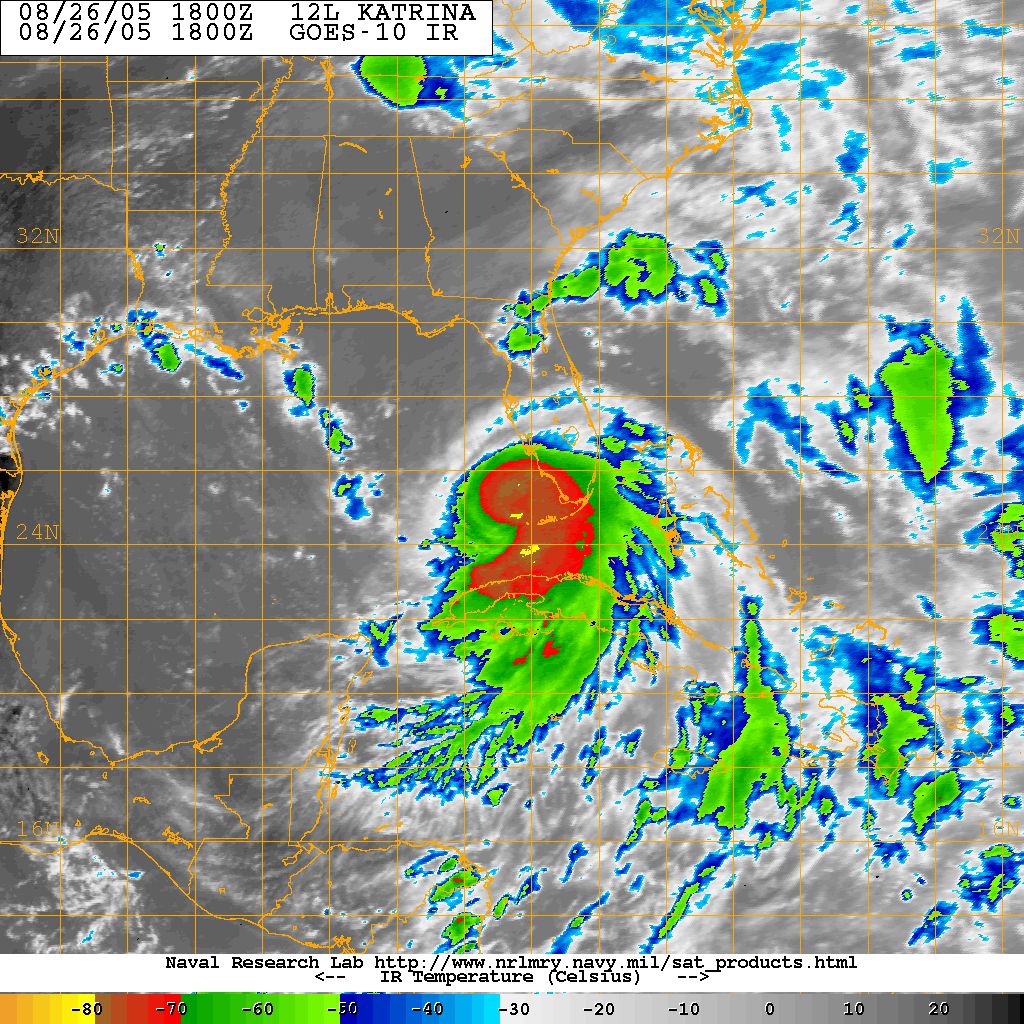 08/26/05 1800Z 12L KATRINA
08/26/05 1800Z GOES-10 IR
32N 32N
24N
16N 16N
Naval Research Lab http://www.nrlmry.navy.mil/sat_products.html
<-- IR Temperature (Celsius) -->
-80 -70 -60 -50 -40 -30 -20 -10 0 10 20